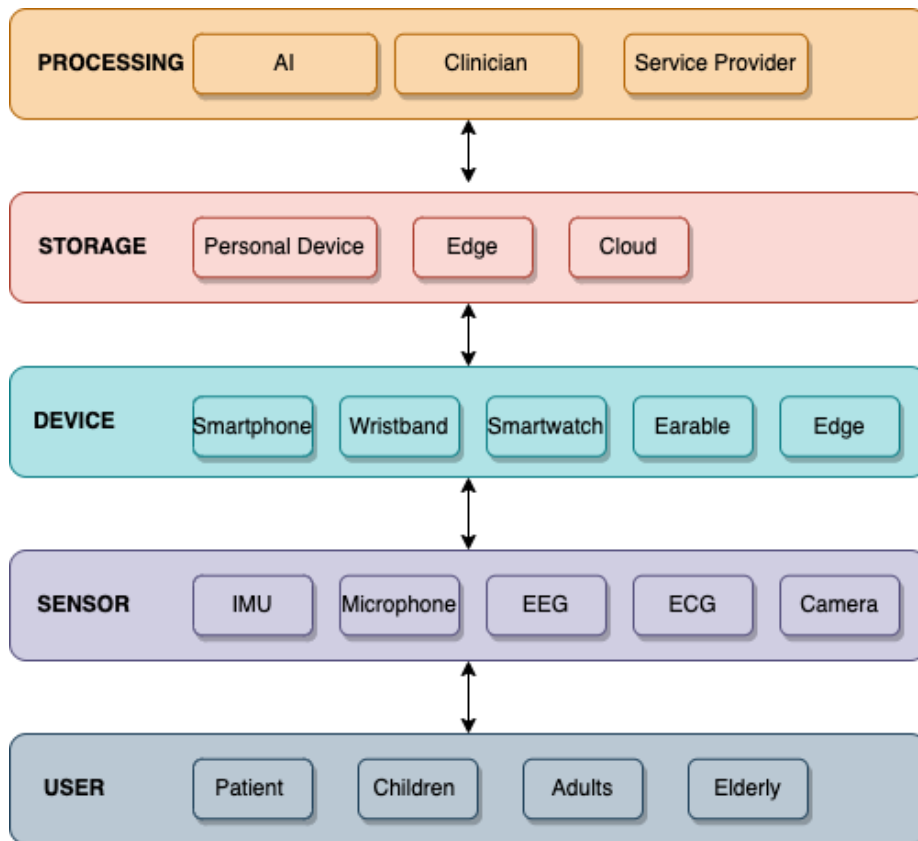 PROCESSING AI Clinician Service Provider
STORAGE Personal Device Edge Cloud
DEVICE Smartphone Wristband Smartwatch Earable Edge
SENSOR IMU Microphone EEG ECG Camera
USER Patient Children Adults Elderly